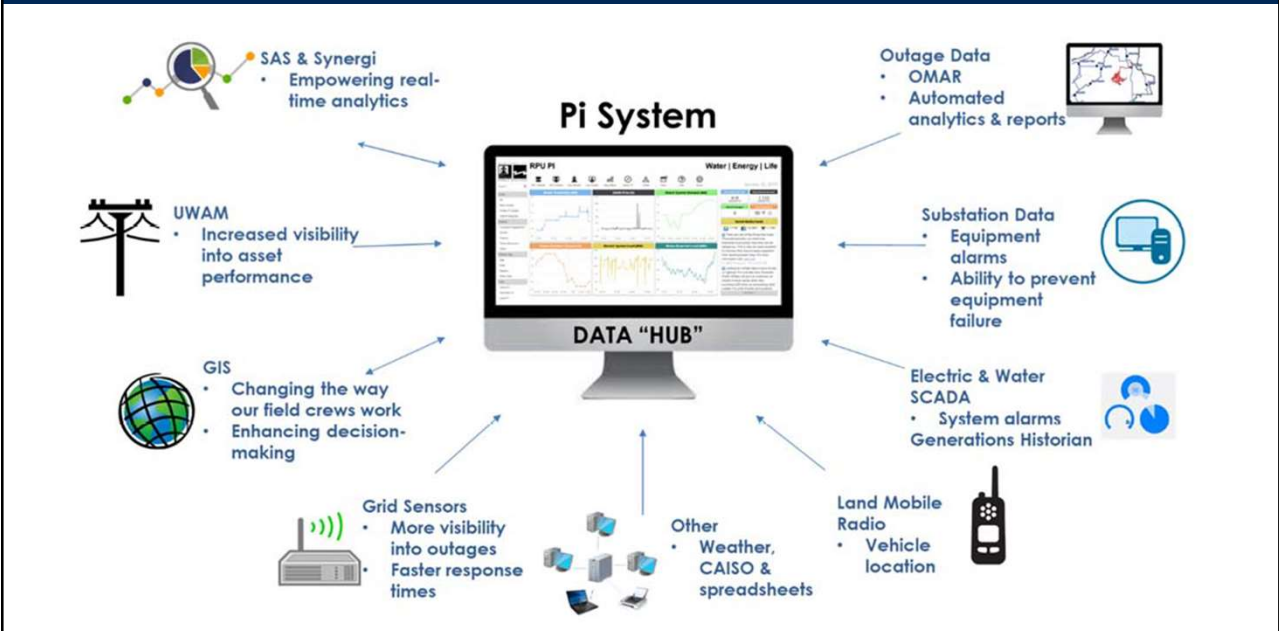 Pi System
RPU PI
Water | Energy | Life
DATA “HUB”
SAS & Synergi
• Empowering real-
time analytics
UWAM
• Increased visibility
into asset
performance
GIS
• Changing the way
our field crews work
• Enhancing decision-
making
Grid Sensors
• More visibility
into outages
• Faster response
times
Other
• Weather,
CAISO &
spreadsheets
Land Mobile
Radio
• Vehicle
location
Electric & Water
SCADA
• System alarms
Generations Historian
Substation Data
• Equipment
alarms
• Ability to prevent
equipment
failure
Outage Data
• OMAR
• Automated
analytics & reports